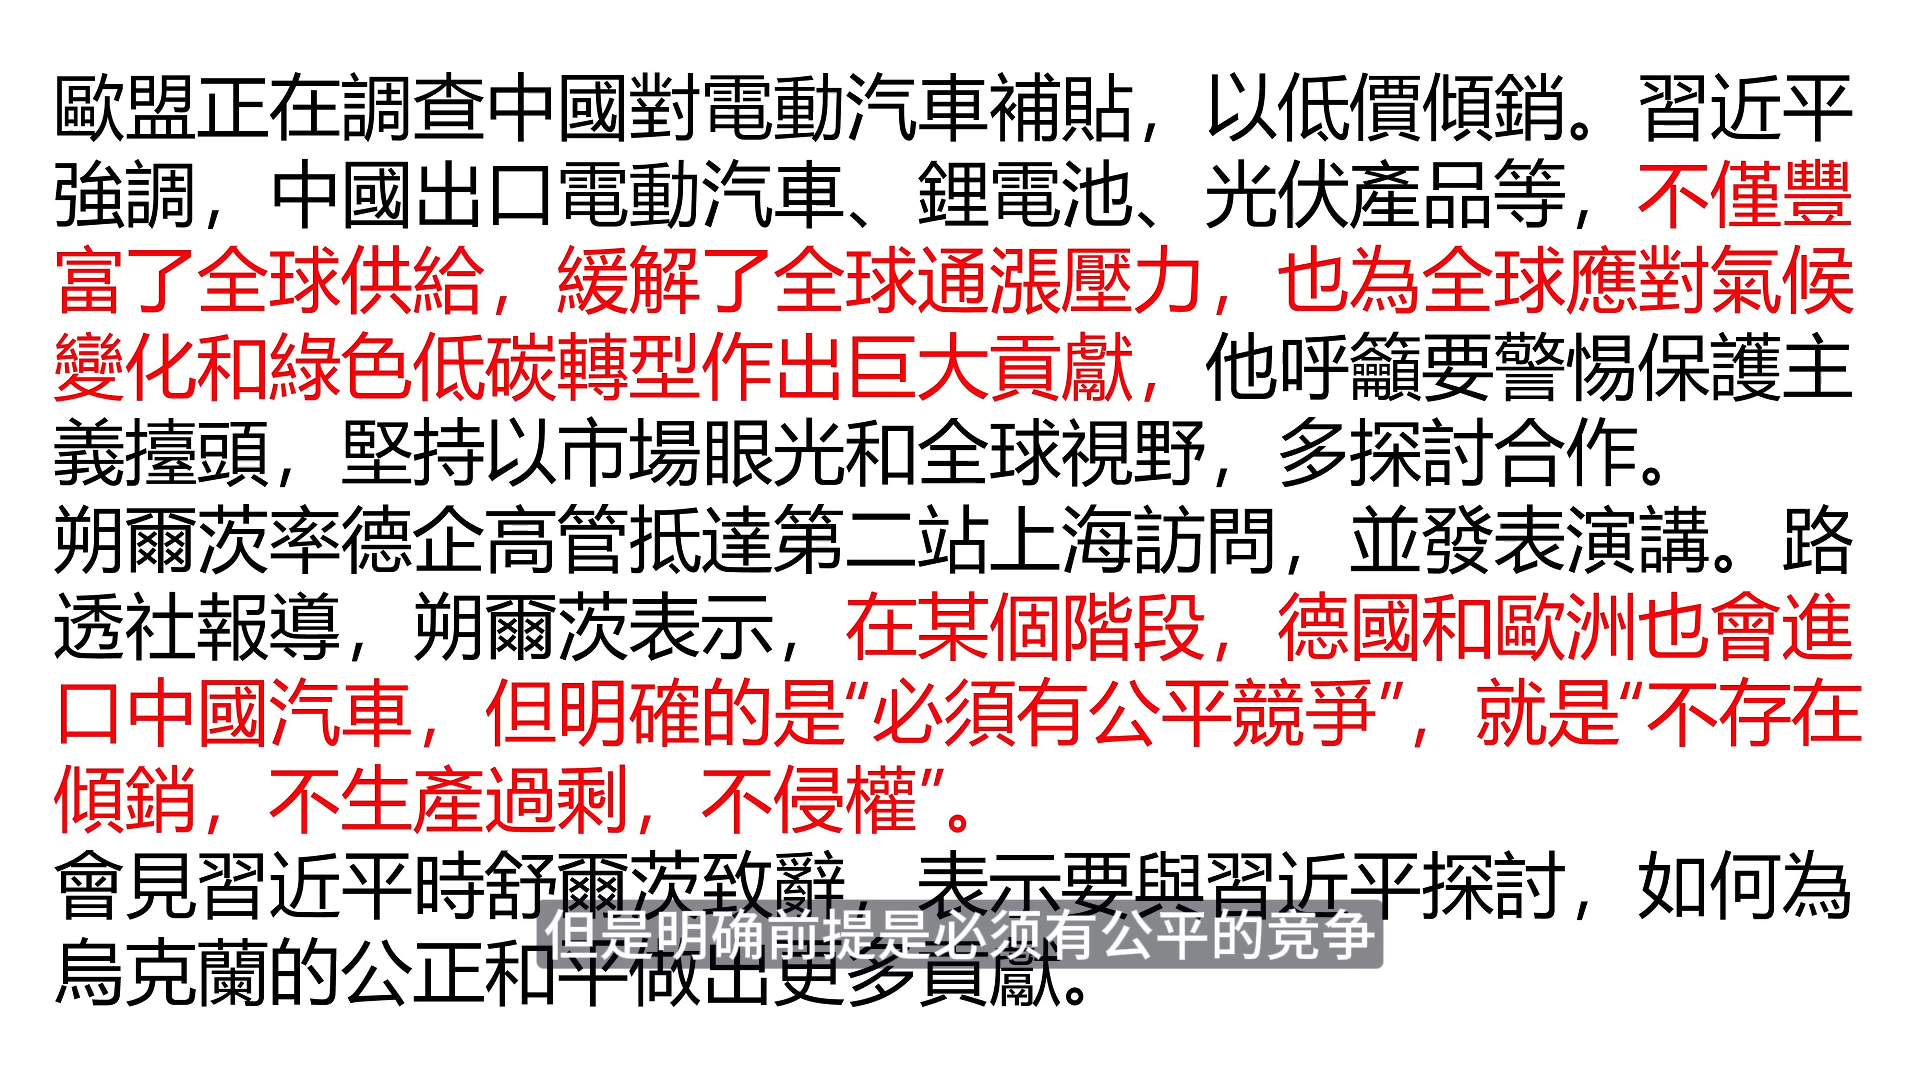 歐盟正在調查中國對電動汽車補貼，以低價傾銷。習近平
強調，中國出口電動汽車、鋰電池、光伏產品等，不僅豐
富了全球供給，緩解了全球通漲壓力，也為全球應對氣候
變化和綠色低碳轉型作出巨大貢獻，他呼籲要警惕保護主
義擡頭，堅持以市場眼光和全球視野，多探討合作。
朔爾茨率德企高管抵達第二站上海訪問，並發表演講。路
透社報導，朔爾茨表示，在某個階段，德國和歐洲也會進
口中國汽車，但明確的是“必須有公平競爭”，就是“不存在
傾銷，不生產過剩，不侵權”。
會見習近平時舒爾茨致辭，表示要與習近平探討，如何為
烏克蘭的公正和平做出更多貢獻。
但是明确前提是必须有公平的竞争